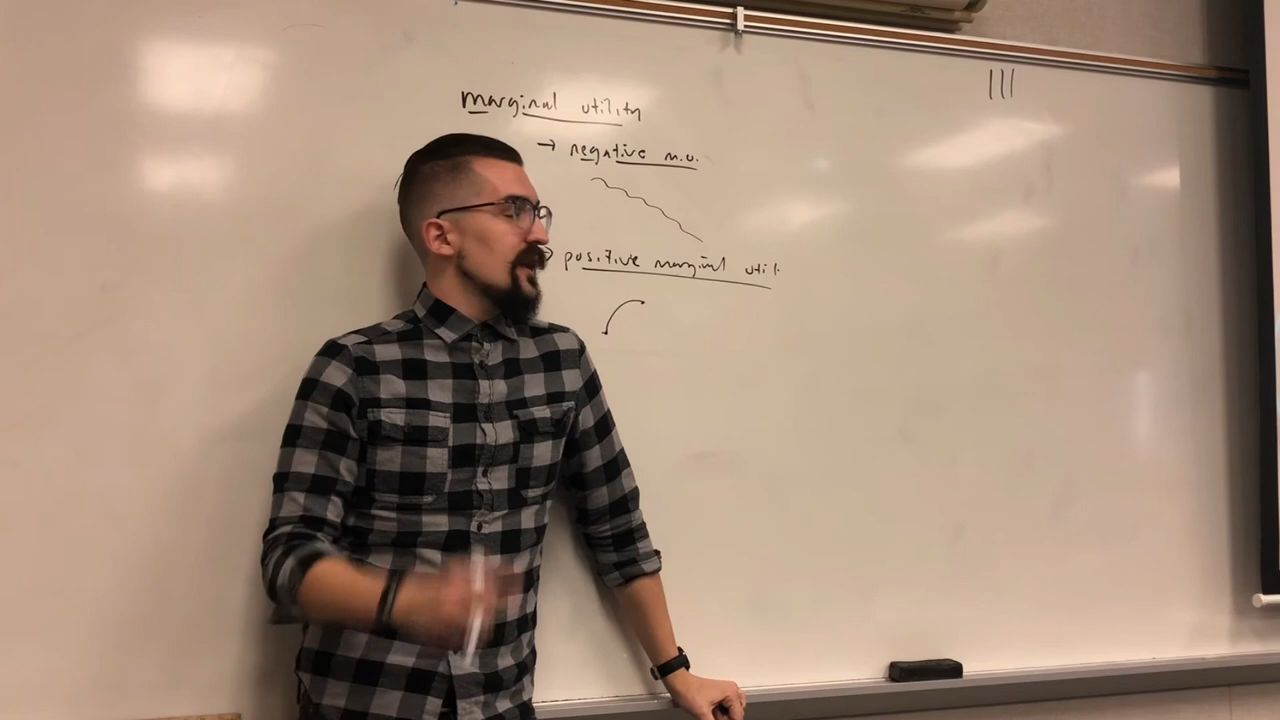 marginal utility
→ negative m.u.
→ positive marginal util.
|||